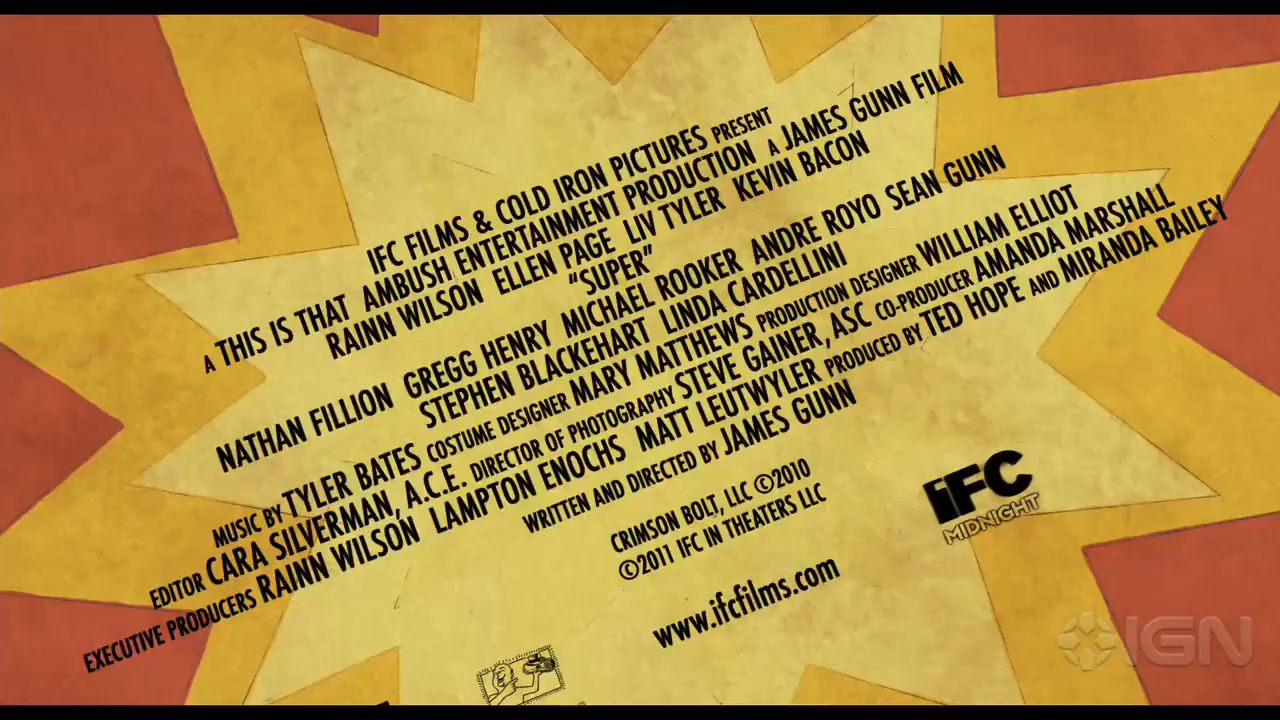 IFC FILMS & COLD IRON PICTURES PRESENT
A THIS IS THAT AMBUSH ENTERTAINMENT PRODUCTION A JAMES GUNN FILM
RAINN WILSON ELLEN PAGE LIV TYLER KEVIN BACON
"SUPER"
NATHAN FILLION GREGG HENRY MICHAEL ROOKER ANDRE ROYO SEAN GUNN
STEPHEN BLACKEHART LINDA CARDELLINI
MUSIC BY TYLER BATES COSTUME DESIGNER MARY MATTHEWS PRODUCTION DESIGNER WILLIAM ELLIOT
EDITOR CARA SILVERMAN, A.C.E. DIRECTOR OF PHOTOGRAPHY STEVE GAINER, ASC CO-PRODUCER AMANDA MARSHALL
EXECUTIVE PRODUCERS RAINN WILSON LAMPTON ENOCHS MATT LEUTWYLER PRODUCED BY TED HOPE AND MIRANDA BAILEY
WRITTEN AND DIRECTED BY JAMES GUNN
CRIMSON BOLT, LLC ©2010
©2011 IFC IN THEATERS LLC
IFC
MIDNIGHT
www.ifcfilms.com
IGN